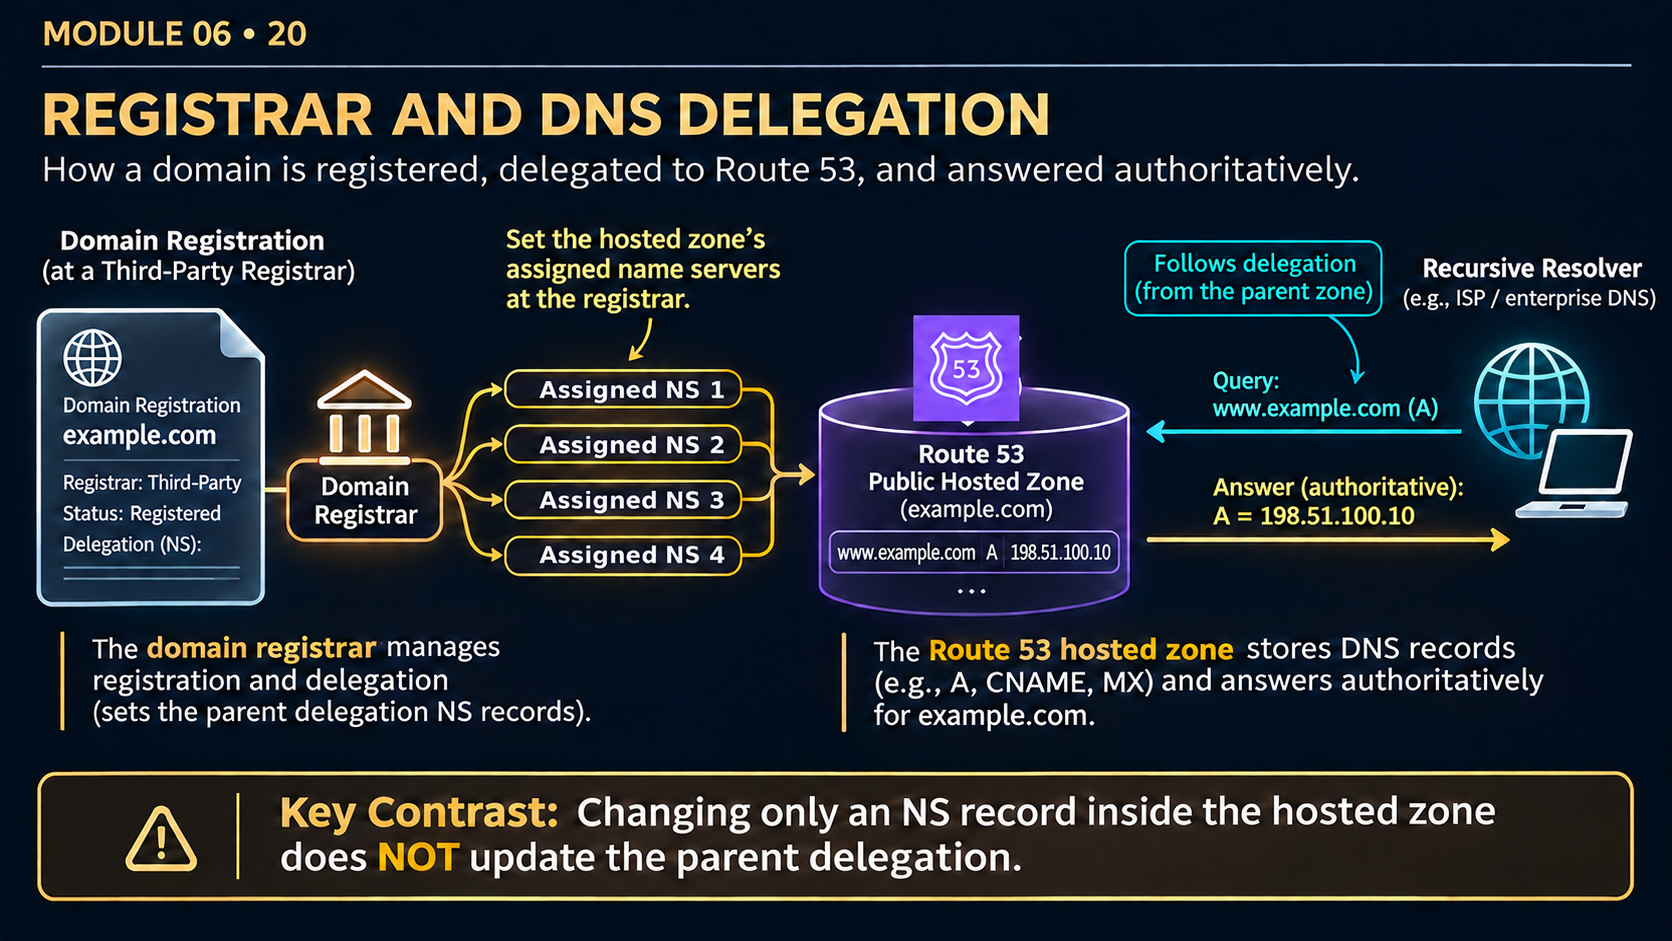 MODULE 06 • 20
REGISTRAR AND DNS DELEGATION
How a domain is registered, delegated to Route 53, and answered authoritatively.
Domain Registration
(at a Third-Party Registrar)
Domain Registration
example.com
Registrar: Third-Party
Status: Registered
Delegation (NS):
Domain
Registrar
Set the hosted zone’s
assigned name servers
at the registrar.
Assigned NS 1
Assigned NS 2
Assigned NS 3
Assigned NS 4
53
Route 53
Public Hosted Zone
(example.com)
www.example.com A 198.51.100.10
...
Follows delegation
(from the parent zone)
Recursive Resolver
(e.g., ISP / enterprise DNS)
Query:
www.example.com (A)
Answer (authoritative):
A = 198.51.100.10
The domain registrar manages
registration and delegation
(sets the parent delegation NS records).
The Route 53 hosted zone stores DNS records
(e.g., A, CNAME, MX) and answers authoritatively
for example.com.
Key Contrast: Changing only an NS record inside the hosted zone
does NOT update the parent delegation.